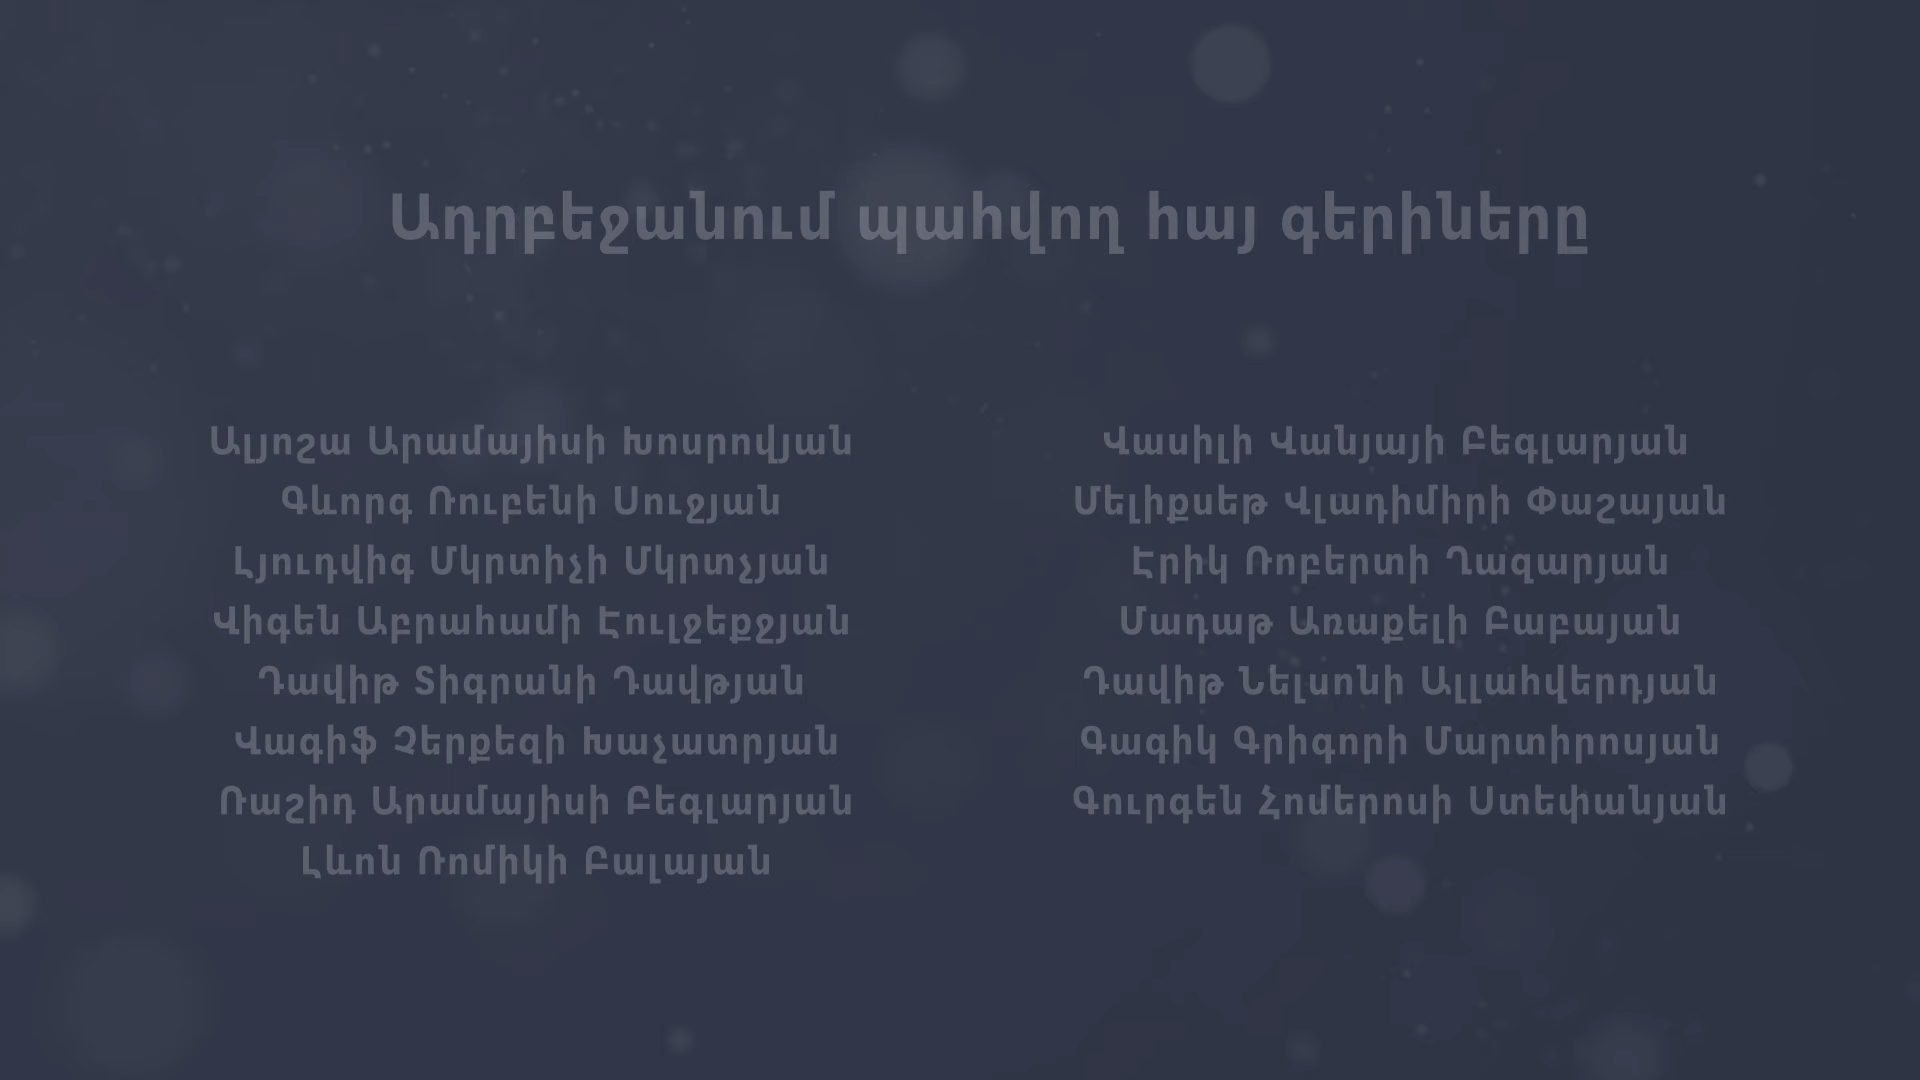 Ադրբեջանում պահվող հայ գերիները
Ալյոշա Արամայիսի Խոսրովյան
Գևորգ Ռուբենի Սուջյան
Լյուդվիգ Մկրտիչի Մկրտչյան
Վիգեն Աբրահամի Էուլջեքջյան
Դավիթ Տիգրանի Դավթյան
Վագիֆ Չերքեզի Խաչատրյան
Ռաշիդ Արամայիսի Բեգլարյան
Լևոն Ռոմիկի Բալայան
Վասիլի Վանյայի Բեգլարյան
Մելիքսեթ Վլադիմիրի Փաշայան
Էրիկ Ռոբերտի Ղազարյան
Մադաթ Առաքելի Բաբայան
Դավիթ Նելսոնի Ալլահվերդյան
Գագիկ Գրիգորի Մարտիրոսյան
Գուրգեն Հոմերոսի Ստեփանյան